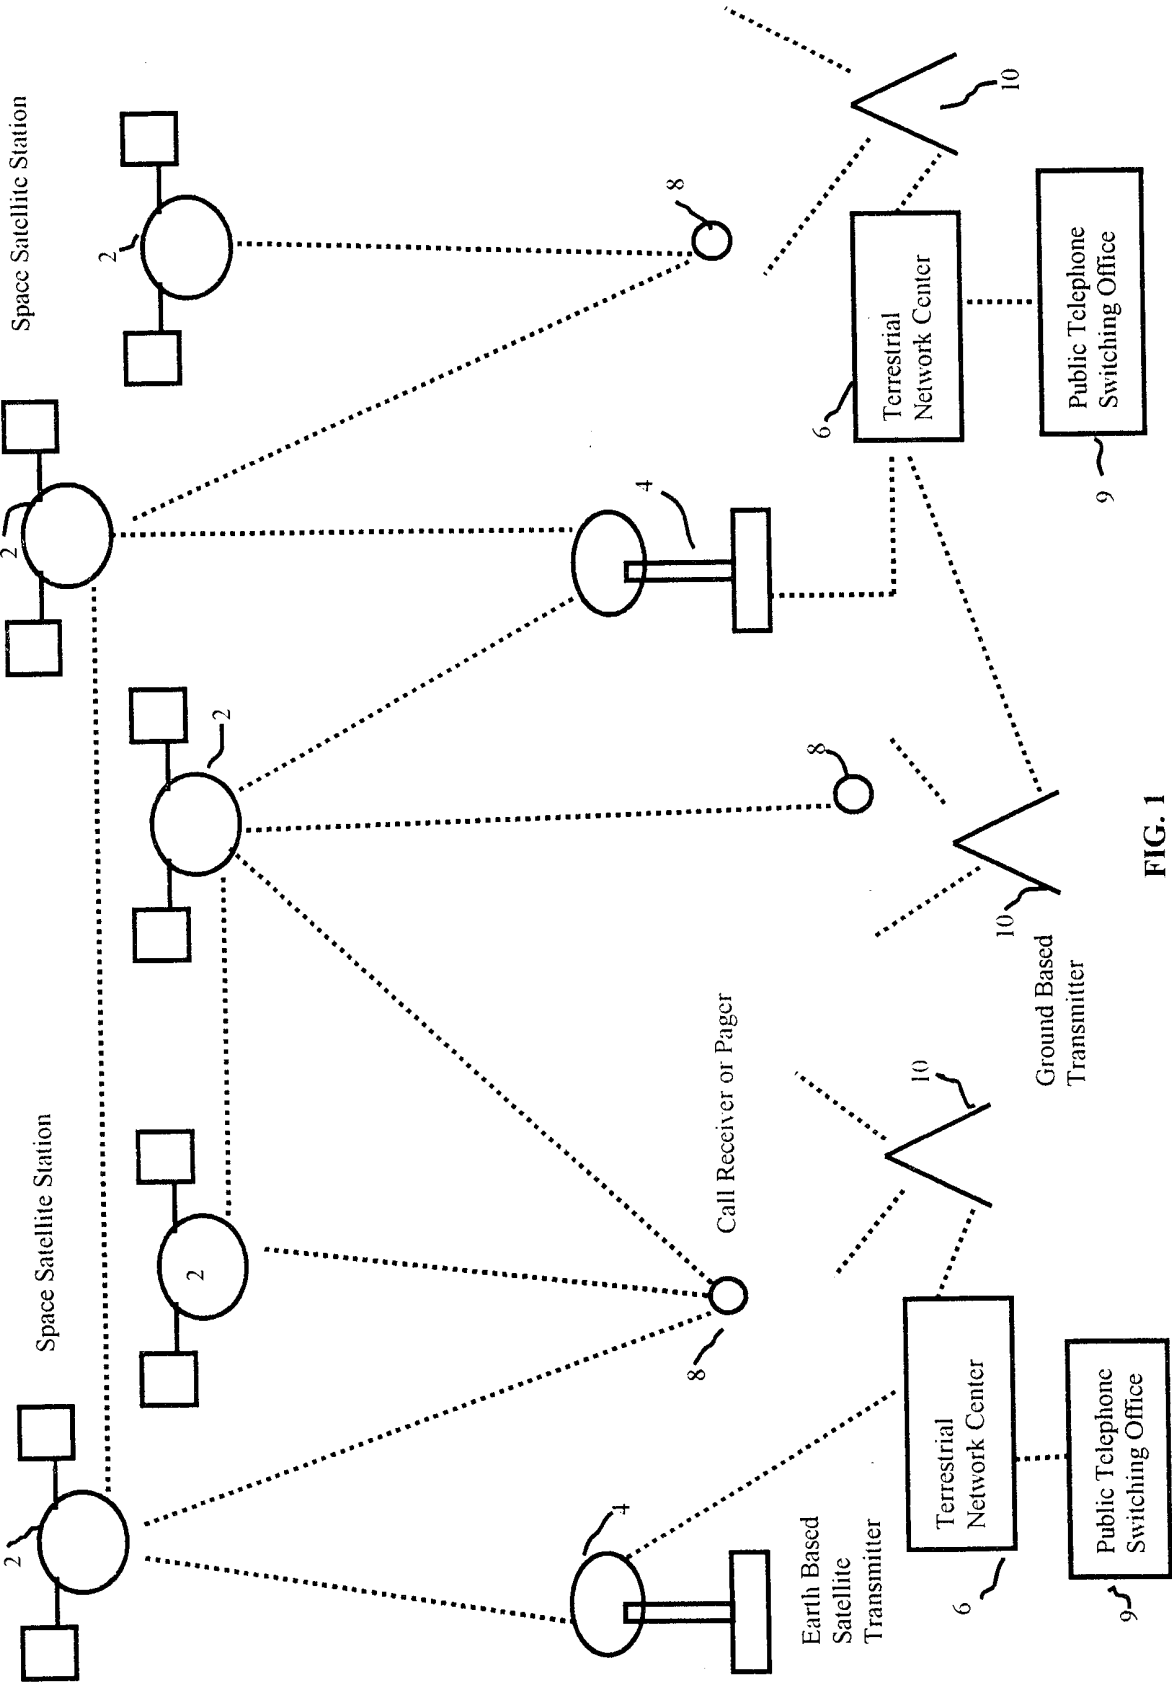 Space Satellite Station
Space Satellite Station
2
2
2
2
2
Call Receiver or Pager
8
8
8
4
4
Earth Based
Satellite
Transmitter
10
10
10
Ground Based
Transmitter
6
Terrestrial
Network Center
6
Terrestrial
Network Center
9
Public Telephone
Switching Office
9
Public Telephone
Switching Office
FIG. 1